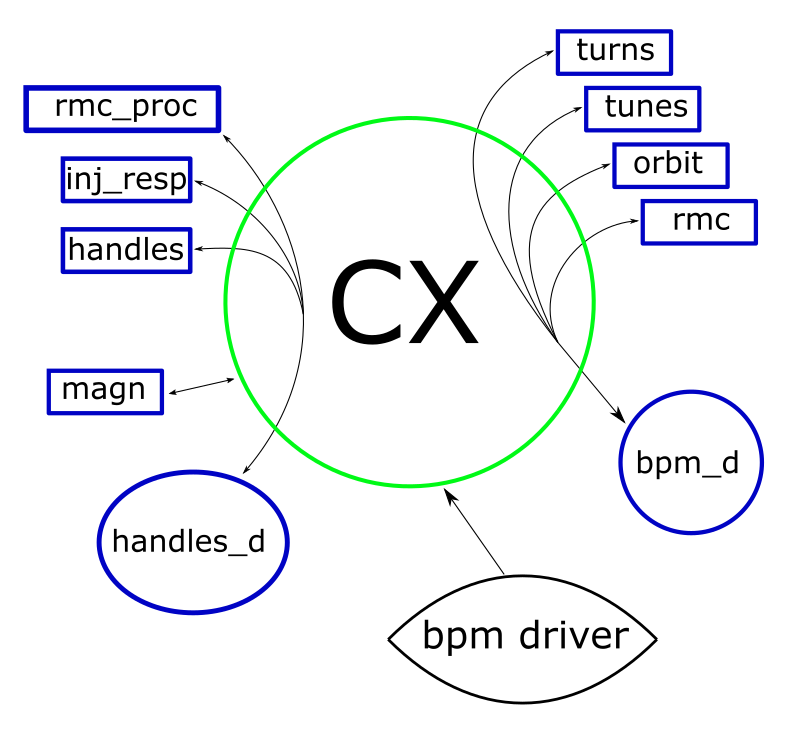 turns
rmc_proc
tunes
orbit
inj_resp
rmc
handles
CX
magn
bpm_d
handles_d
bpm driver